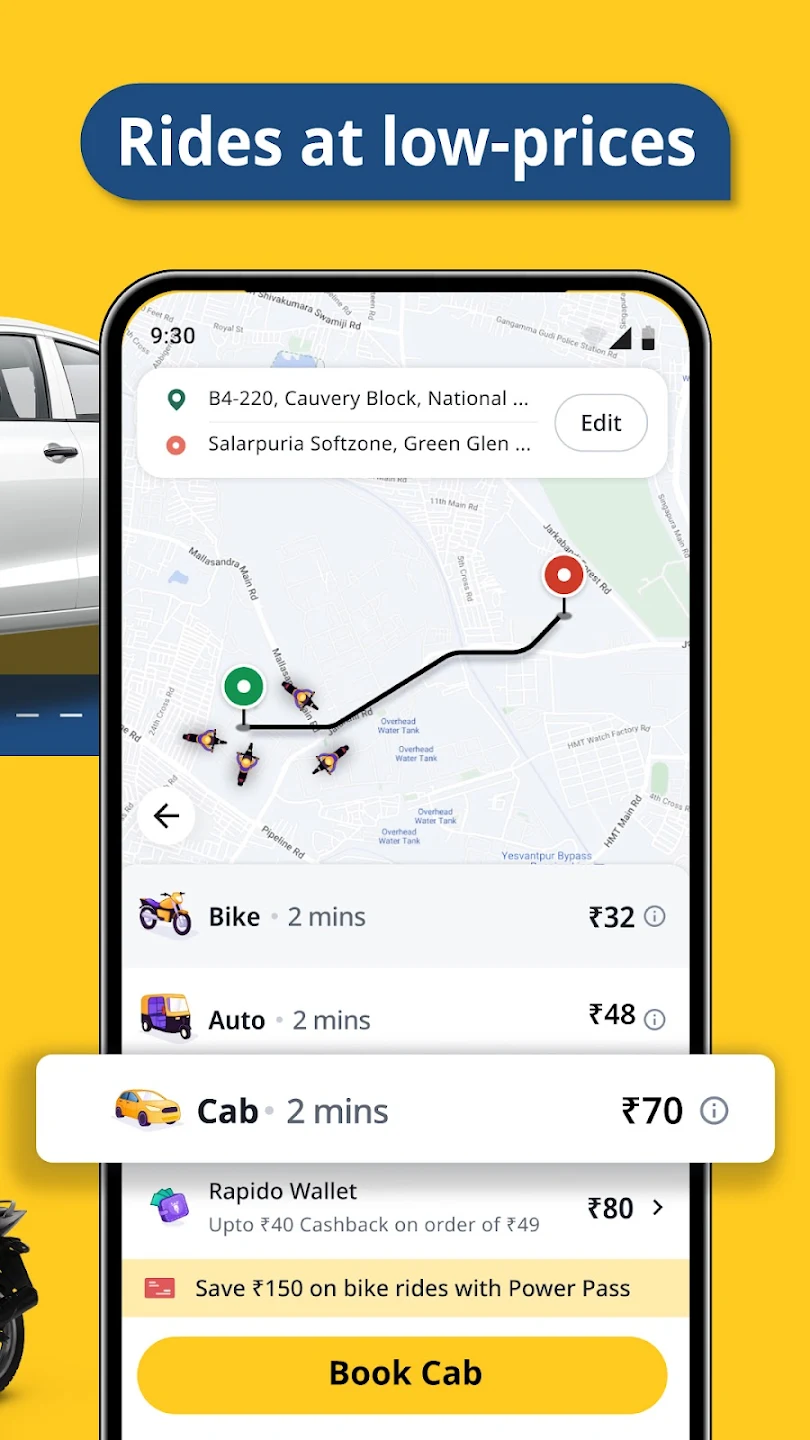 Rides at low-prices
Shivakumara Swamiji Rd
9:30
Royal St
Gangamma Gudi Police Station Rd
B4-220, Cauvery Block, National ...
Edit
Salarpuria Softzone, Green Glen ...
Main Rd
11th Main Rd
Singapura Main Rd
Mallasandra Main Rd
5th Cross Rd
24th Cross Rd
Overhead
Water Tank
Overhead
Water Tank
HMT Watch Factory Rd
Overhead
Water Tank
Overhead
Water Tank
HMT Main Rd
4th Cross R
Pipeline Rd
Yesvantpur Bypass
Bike • 2 mins ₹32
Auto • 2 mins ₹48
Cab • 2 mins ₹70
Rapido Wallet
Upto ₹40 Cashback on order of ₹49
₹80
Save ₹150 on bike rides with Power Pass
Book Cab